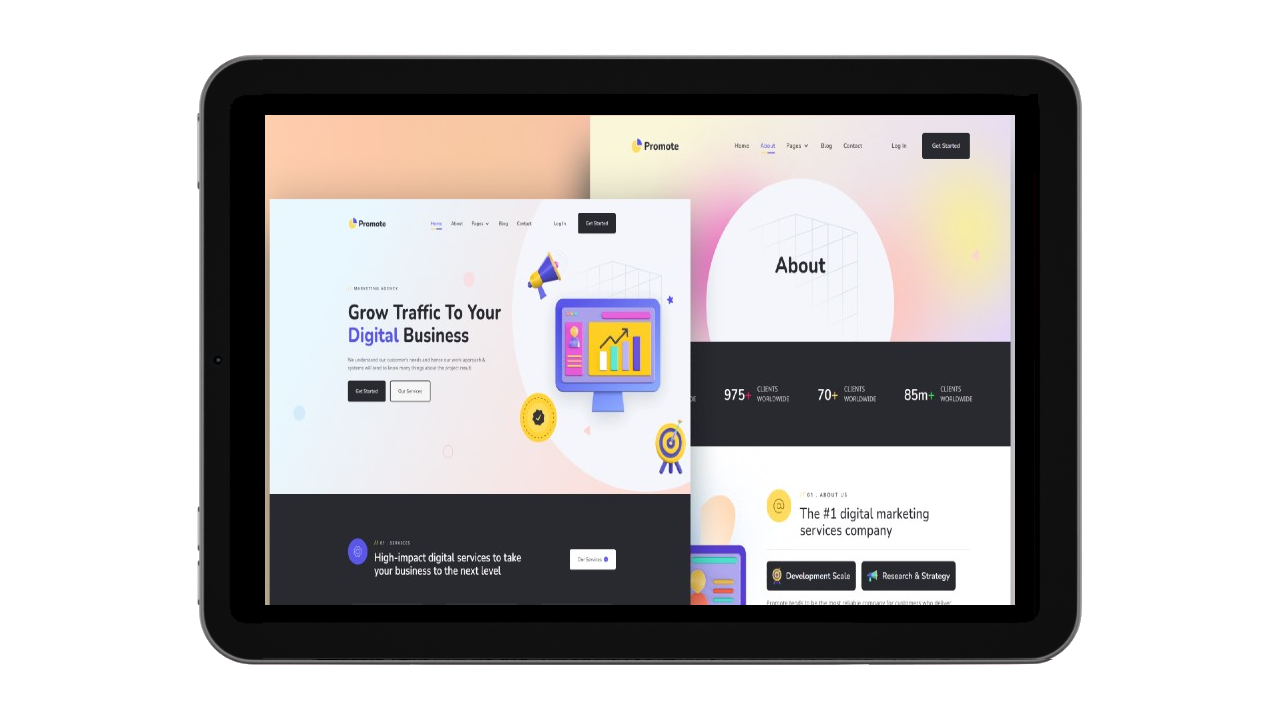 Promote
Home About Pages Blog Contact Log In Get Started
About
975+ CLIENTS WORLDWIDE
70+ CLIENTS WORLDWIDE
85m+ CLIENTS WORLDWIDE
// 01 . ABOUT US
The #1 digital marketing
services company
Development Scale Research & Strategy
Promote tends to be the most reliable company for customers who deliver
Promote
Home About Pages Blog Contact Log In Get Started
MARKETING AGENCY
Grow Traffic To Your
Digital Business
We understand our customer's needs and hence our work approach &
systems will need to know many things about the project result.
Get Started Our Services
// 01 . SERVICES
High-impact digital services to take
your business to the next level
Our Services